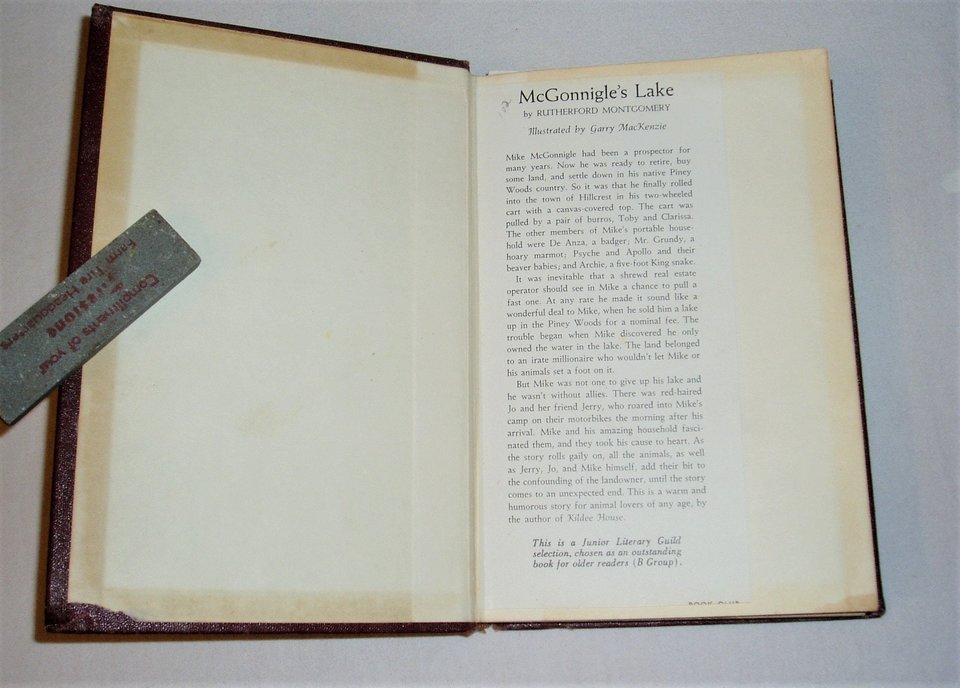 Compliments of your
Firestone
Farm Tire Headquarters
McGonnigle's Lake
by RUTHERFORD MONTGOMERY
Illustrated by Garry MacKenzie
Mike McGonnigle had been a prospector for
many years. Now he was ready to retire, buy
some land, and settle down in his native Piney
Woods country. So it was that he finally rolled
into the town of Hillcrest in his two-wheeled
cart with a canvas-covered top. The cart was
pulled by a pair of burros, Toby and Clarissa.
The other members of Mike's portable house-
hold were De Anza, a badger; Mr. Grundy, a
hoary marmot; Psyche and Apollo and their
beaver babies; and Archie, a five-foot King snake.
It was inevitable that a shrewd real estate
operator should see in Mike a chance to pull a
fast one. At any rate he made it sound like a
wonderful deal to Mike, when he sold him a lake
up in the Piney Woods for a nominal fee. The
trouble began when Mike discovered he only
owned the water in the lake. The land belonged
to an irate millionaire who wouldn't let Mike or
his animals set a foot on it.
But Mike was not one to give up his lake and
he wasn't without allies. There was red-haired
Jo and her friend Jerry, who roared into Mike's
camp on their motorbikes the morning after his
arrival. Mike and his amazing household fasci-
nated them, and they took his cause to heart. As
the story rolls gaily on, all the animals, as well
as Jerry, Jo, and Mike himself, add their bit to
the confounding of the landowner, until the story
comes to an unexpected end. This is a warm and
humorous story for animal lovers of any age, by
the author of Kildee House.
This is a Junior Literary Guild
selection, chosen as an outstanding
book for older readers (B Group).